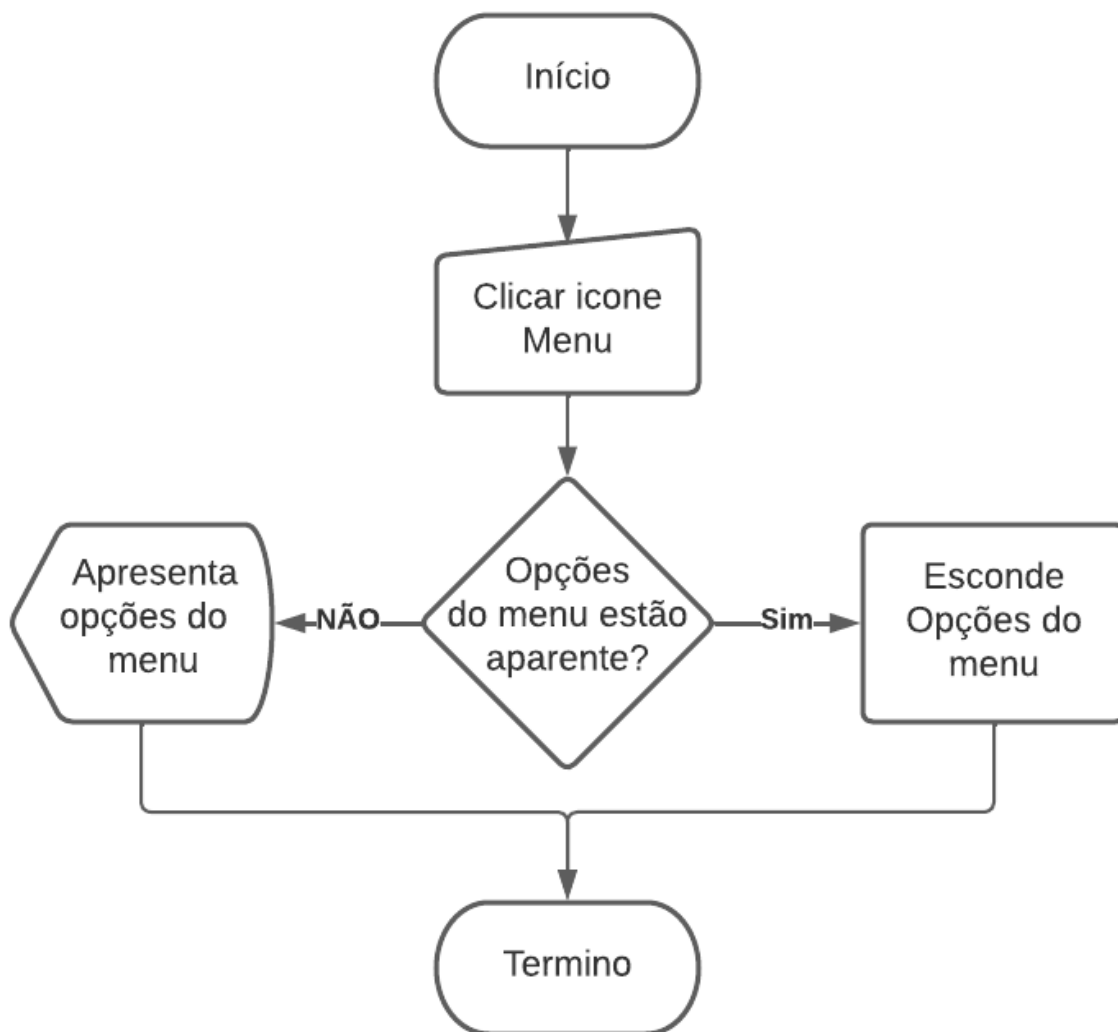 Início
Clicar icone
Menu
Opções
do menu estão
aparente?
NÃO
Apresenta
opções do
menu
Sim
Esconde
Opções do
menu
Termino